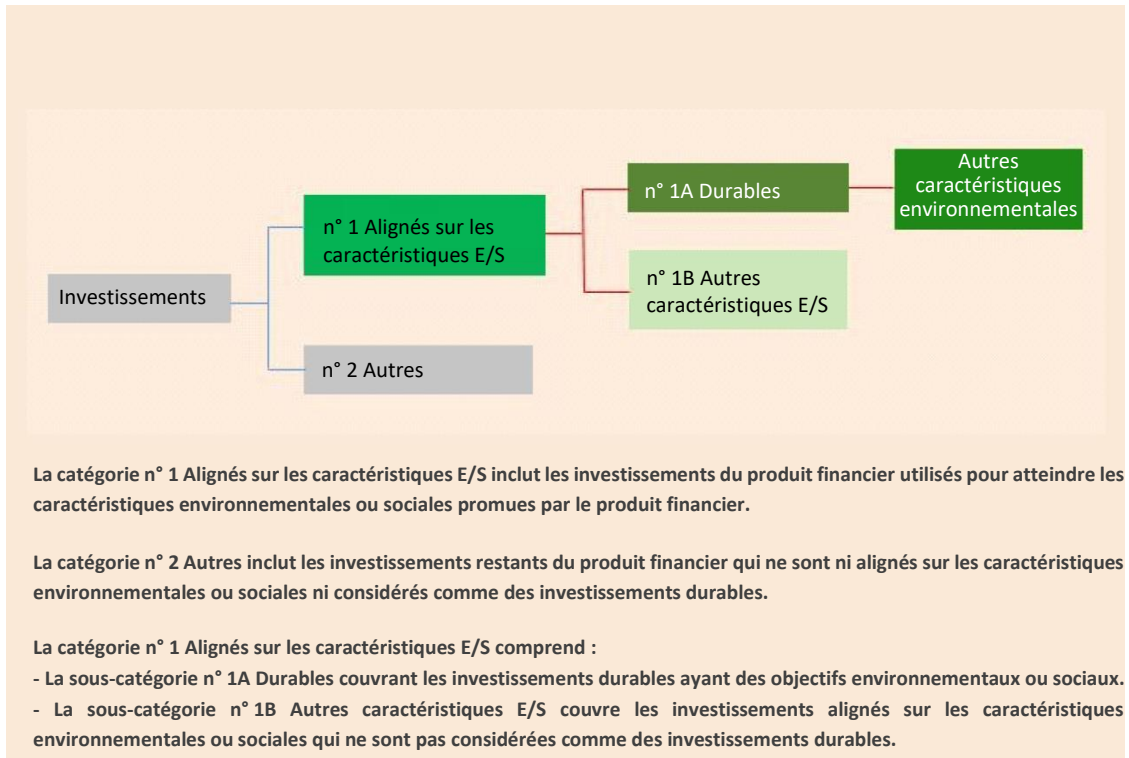 Autres
caractéristiques
environnementales
n° 1A Durables
n° 1 Alignés sur les
caractéristiques E/S
n° 1B Autres
caractéristiques E/S
Investissements
n° 2 Autres
La catégorie n° 1 Alignés sur les caractéristiques E/S inclut les investissements du produit financier utilisés pour atteindre les
caractéristiques environnementales ou sociales promues par le produit financier.
La catégorie n° 2 Autres inclut les investissements restants du produit financier qui ne sont ni alignés sur les caractéristiques
environnementales ou sociales ni considérés comme des investissements durables.
La catégorie n° 1 Alignés sur les caractéristiques E/S comprend :
- La sous-catégorie n° 1A Durables couvrant les investissements durables ayant des objectifs environnementaux ou sociaux.
- La sous-catégorie n° 1B Autres caractéristiques E/S couvre les investissements alignés sur les caractéristiques
environnementales ou sociales qui ne sont pas considérées comme des investissements durables.